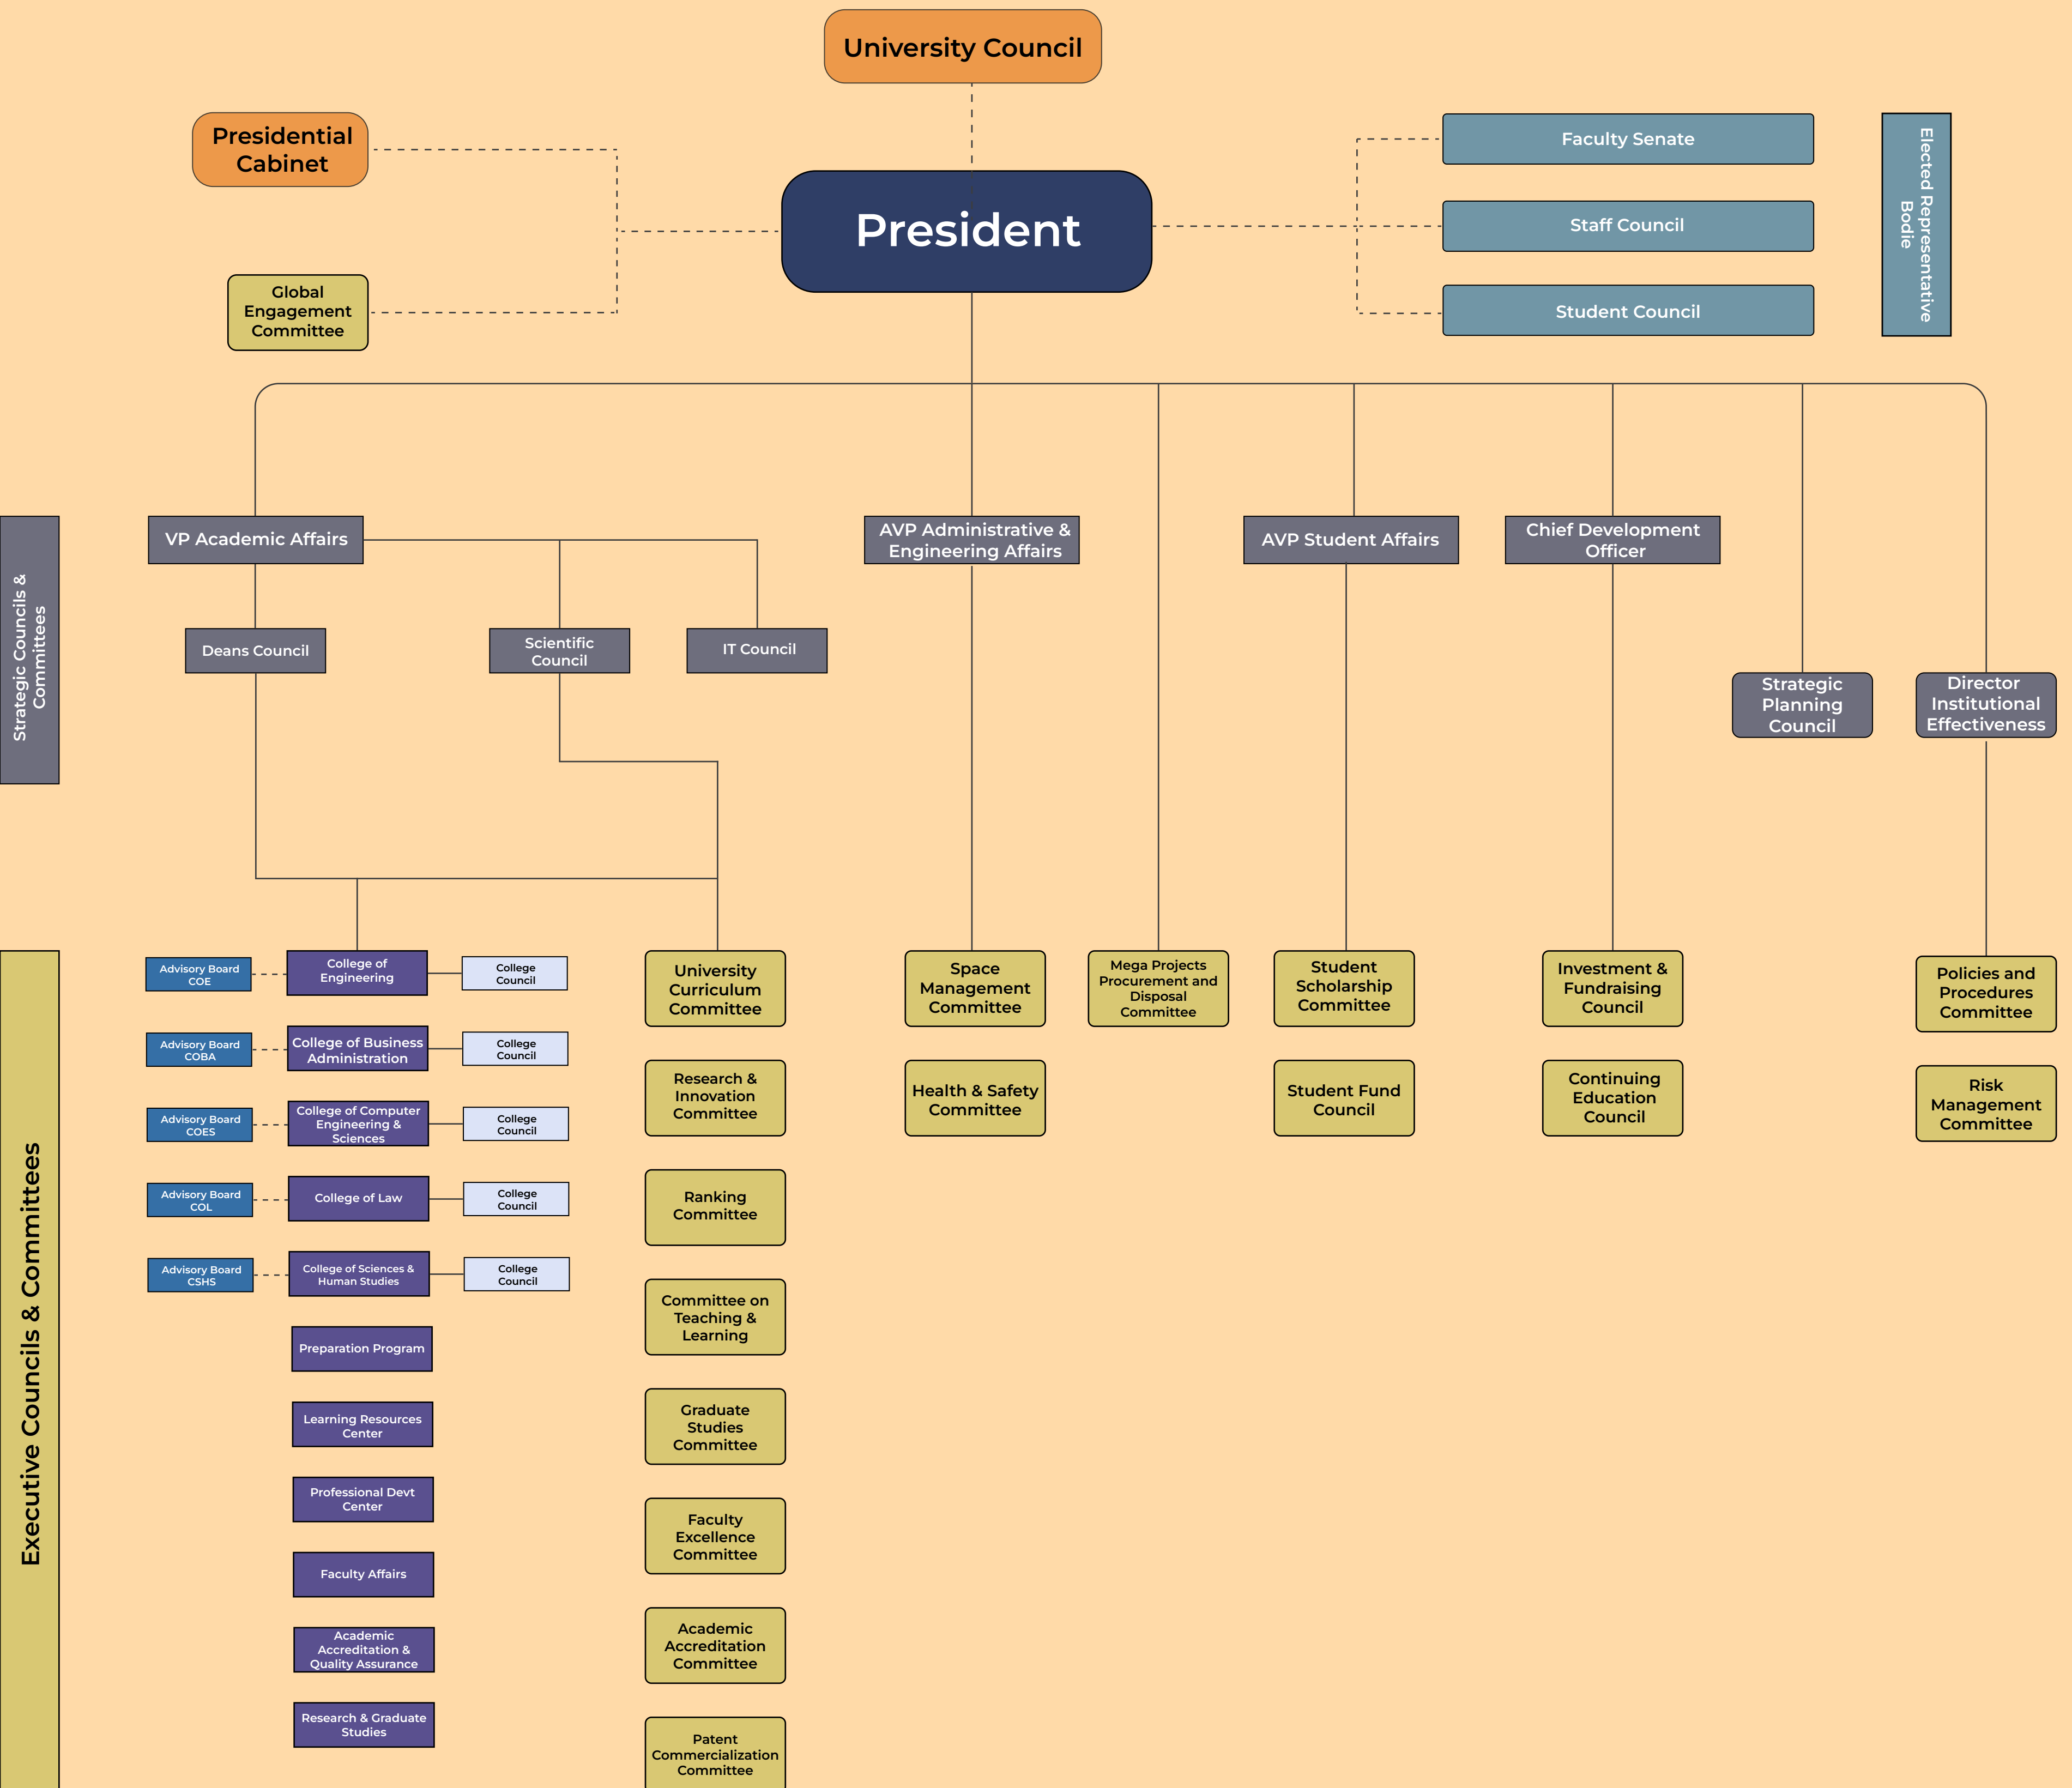 University Council
Presidential
Cabinet
Global
Engagement
Committee
President
Faculty Senate
Staff Council
Student Council
Elected Representative
Bodie
Strategic Councils &
Committees
VP Academic Affairs
AVP Administrative &
Engineering Affairs
AVP Student Affairs
Chief Development
Officer
Deans Council
Scientific
Council
IT Council
Strategic
Planning
Council
Director
Institutional
Effectiveness
Executive Councils & Committees
Advisory Board
COE
College of
Engineering
College
Council
Advisory Board
COBA
College of Business
Administration
College
Council
Advisory Board
COES
College of Computer
Engineering &
Sciences
College
Council
Advisory Board
COL
College of Law
College
Council
Advisory Board
CSHS
College of Sciences &
Human Studies
College
Council
Preparation Program
Learning Resources
Center
Professional Devt
Center
Faculty Affairs
Academic
Accreditation &
Quality Assurance
Research & Graduate
Studies
University
Curriculum
Committee
Research &
Innovation
Committee
Ranking
Committee
Committee on
Teaching &
Learning
Graduate
Studies
Committee
Faculty
Excellence
Committee
Academic
Accreditation
Committee
Patent
Commercialization
Committee
Space
Management
Committee
Health & Safety
Committee
Mega Projects
Procurement and
Disposal
Committee
Student
Scholarship
Committee
Student Fund
Council
Investment &
Fundraising
Council
Continuing
Education
Council
Policies and
Procedures
Committee
Risk
Management
Committee